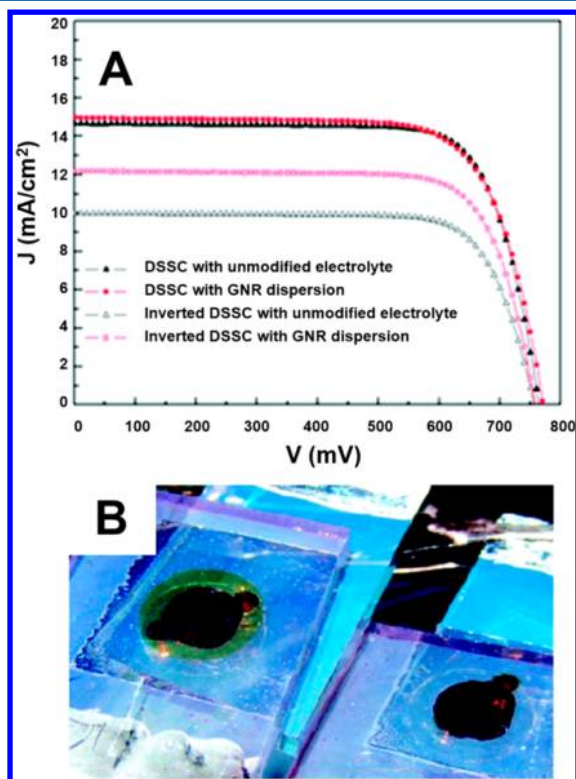 A
20
18
16
14
12
10
8
6
4
2
0
J (mA/cm²)
DSSC with unmodified electrolyte
DSSC with GNR dispersion
Inverted DSSC with unmodified electrolyte
Inverted DSSC with GNR dispersion
0 100 200 300 400 500 600 700 800
V (mV)
B